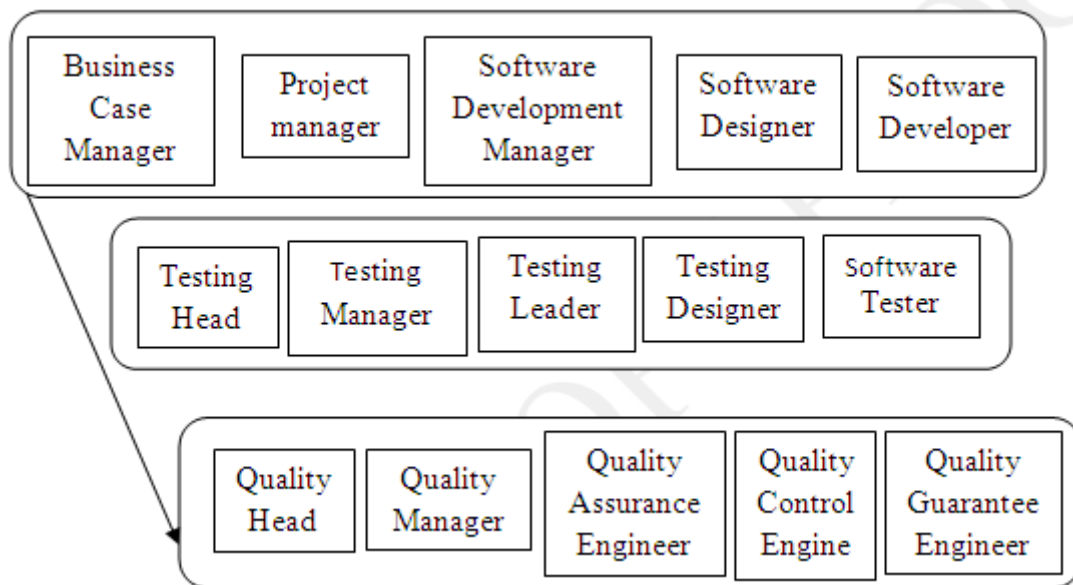 Business
Case
Manager
Project
manager
Software
Development
Manager
Software
Designer
Software
Developer
Testing
Head
Testing
Manager
Testing
Leader
Testing
Designer
Software
Tester
Quality
Head
Quality
Manager
Quality
Assurance
Engineer
Quality
Control
Engine
Quality
Guarantee
Engineer